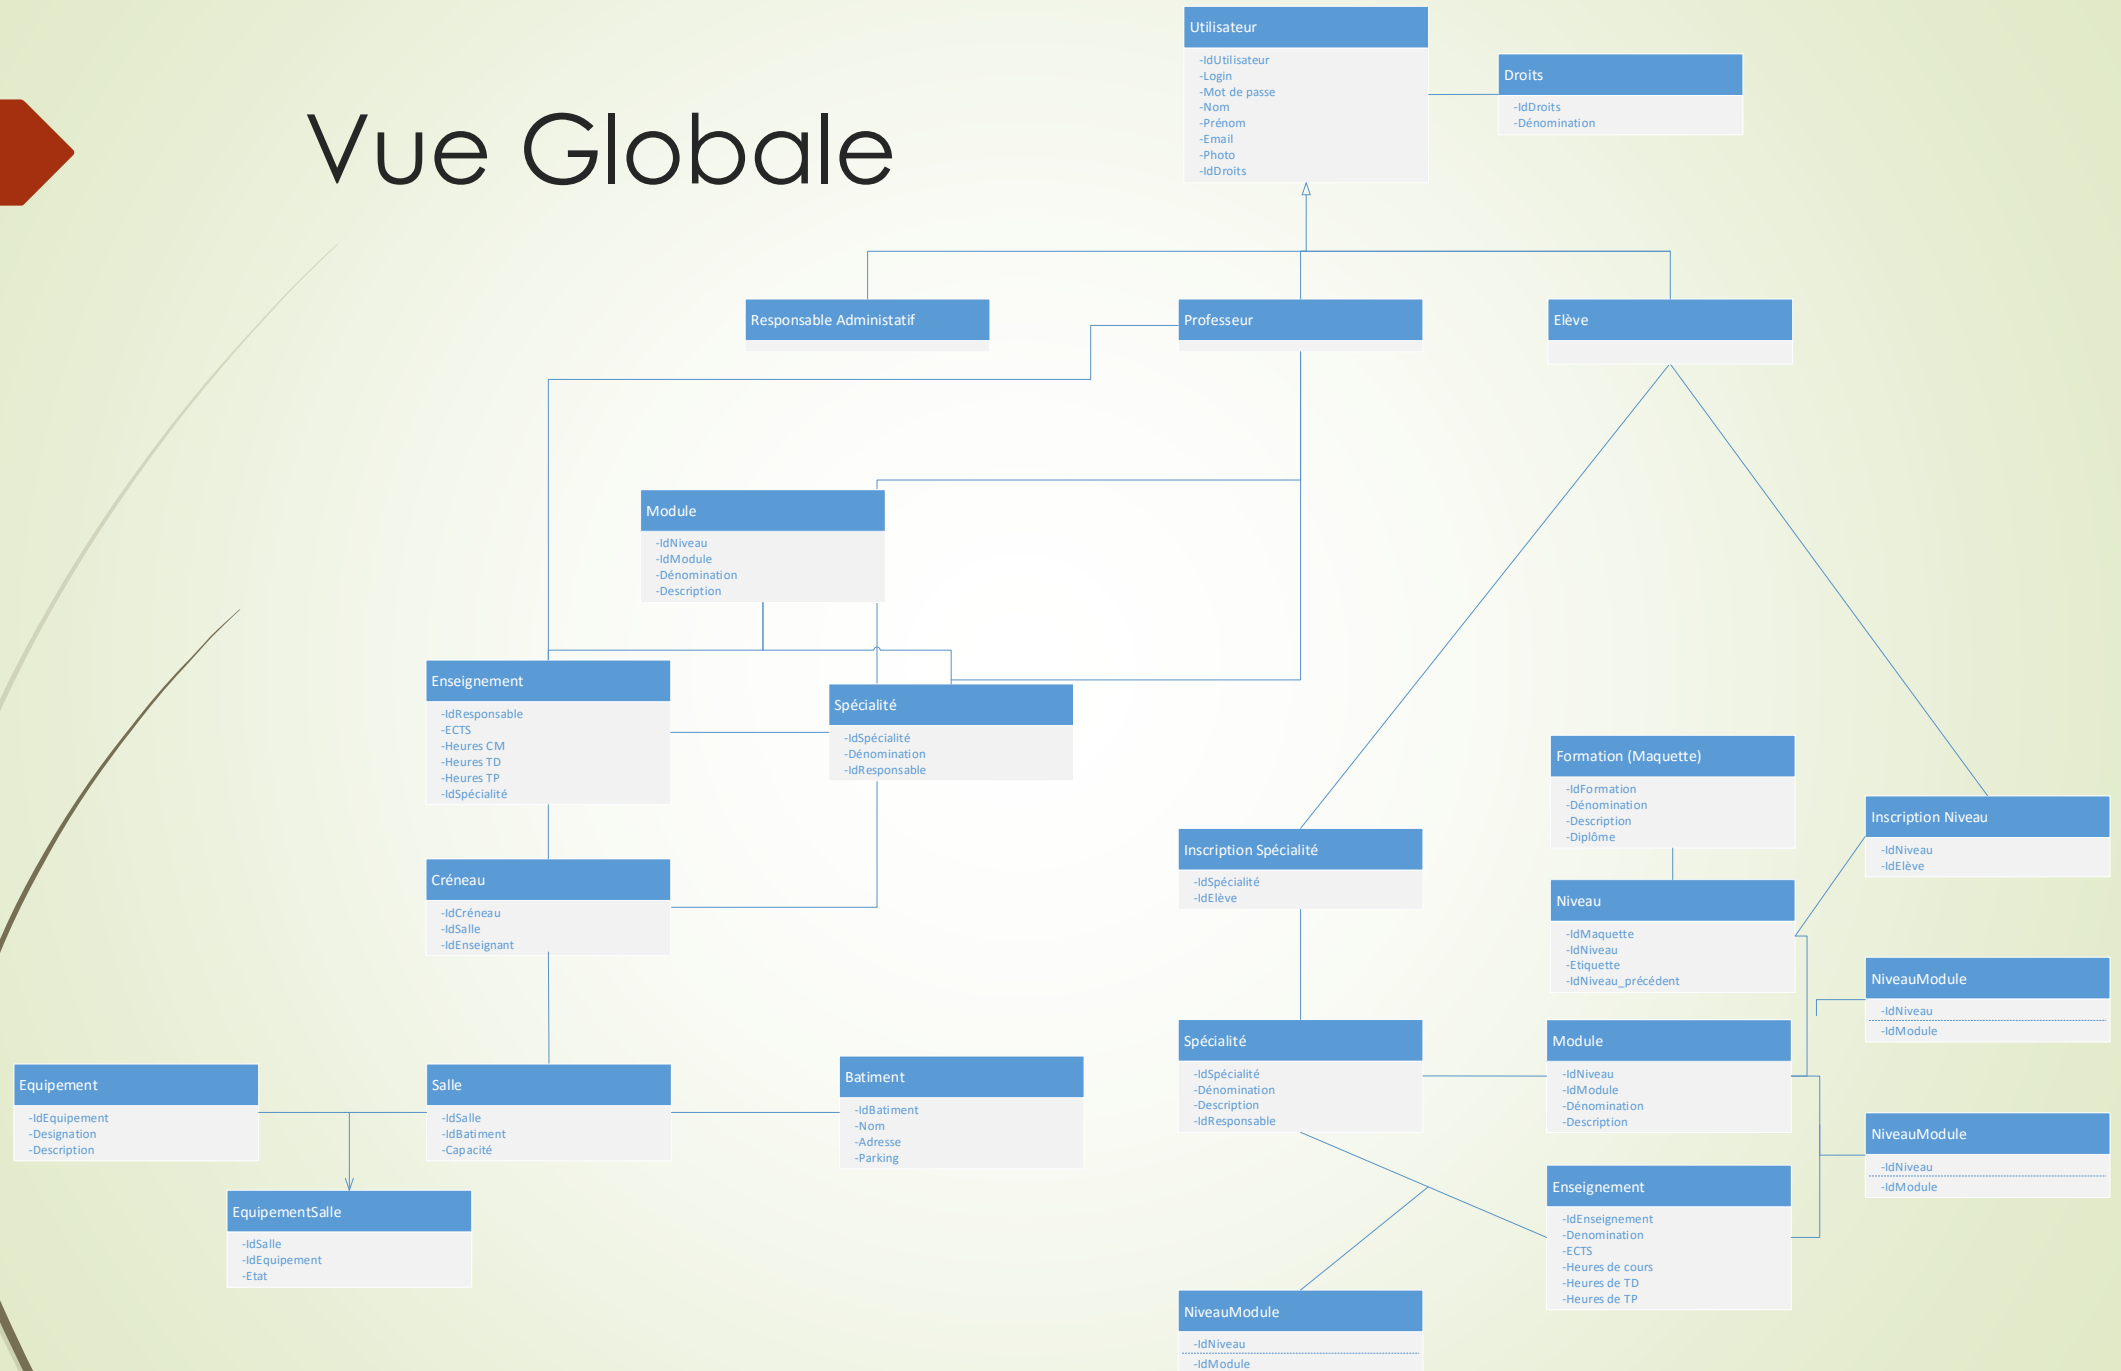 Vue Globale
Utilisateur
-IdUtilisateur
-Login
-Mot de passe
-Nom
-Prénom
-Email
-Photo
-IdDroits
Droits
-IdDroits
-Dénomination
Responsable Administatif
Professeur
Elève
Module
-IdNiveau
-IdModule
-Dénomination
-Description
Enseignement
-IdResponsable
-ECTS
-Heures CM
-Heures TD
-Heures TP
-IdSpécialité
Spécialité
-IdSpécialité
-Dénomination
-IdResponsable
Créneau
-IdCréneau
-IdSalle
-IdEnseignant
Equipement
-IdEquipement
-Designation
-Description
Salle
-IdSalle
-IdBatiment
-Capacité
Batiment
-IdBatiment
-Nom
-Adresse
-Parking
EquipementSalle
-IdSalle
-IdEquipement
-Etat
Formation (Maquette)
-IdFormation
-Dénomination
-Description
-Diplôme
Inscription Niveau
-IdNiveau
-IdElève
Inscription Spécialité
-IdSpécialité
-IdElève
Niveau
-IdMaquette
-IdNiveau
-Etiquette
-IdNiveau_précédent
NiveauModule
-IdNiveau
-IdModule
Spécialité
-IdSpécialité
-Dénomination
-Description
-IdResponsable
Module
-IdNiveau
-IdModule
-Dénomination
-Description
NiveauModule
-IdNiveau
-IdModule
Enseignement
-IdEnseignement
-Denomination
-ECTS
-Heures de cours
-Heures de TD
-Heures de TP
NiveauModule
-IdNiveau
-IdModule